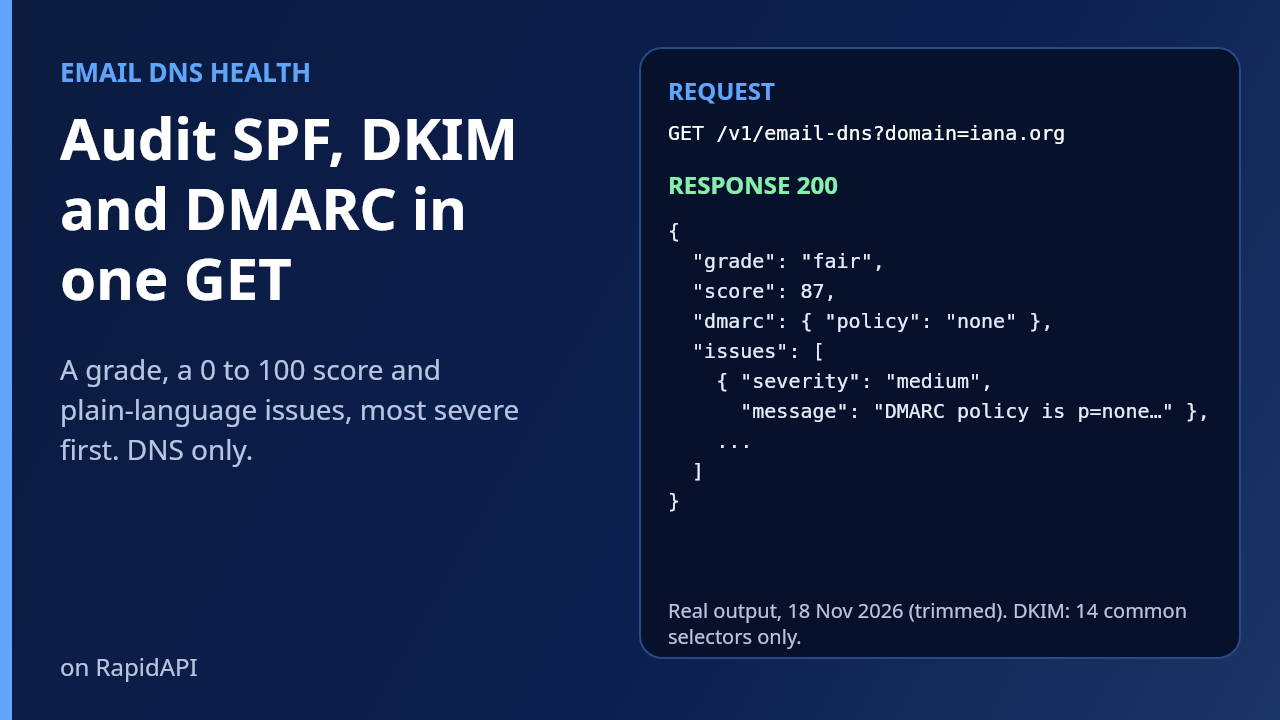 EMAIL DNS HEALTH
Audit SPF, DKIM
and DMARC in
one GET
A grade, a 0 to 100 score and
plain-language issues, most severe
first. DNS only.
on RapidAPI
REQUEST
GET /v1/email-dns?domain=iana.org
RESPONSE 200
{
  "grade": "fair",
  "score": 87,
  "dmarc": { "policy": "none" },
  "issues": [
    { "severity": "medium",
      "message": "DMARC policy is p=none…" },
    ...
  ]
}
Real output, 18 Nov 2026 (trimmed). DKIM: 14 common
selectors only.